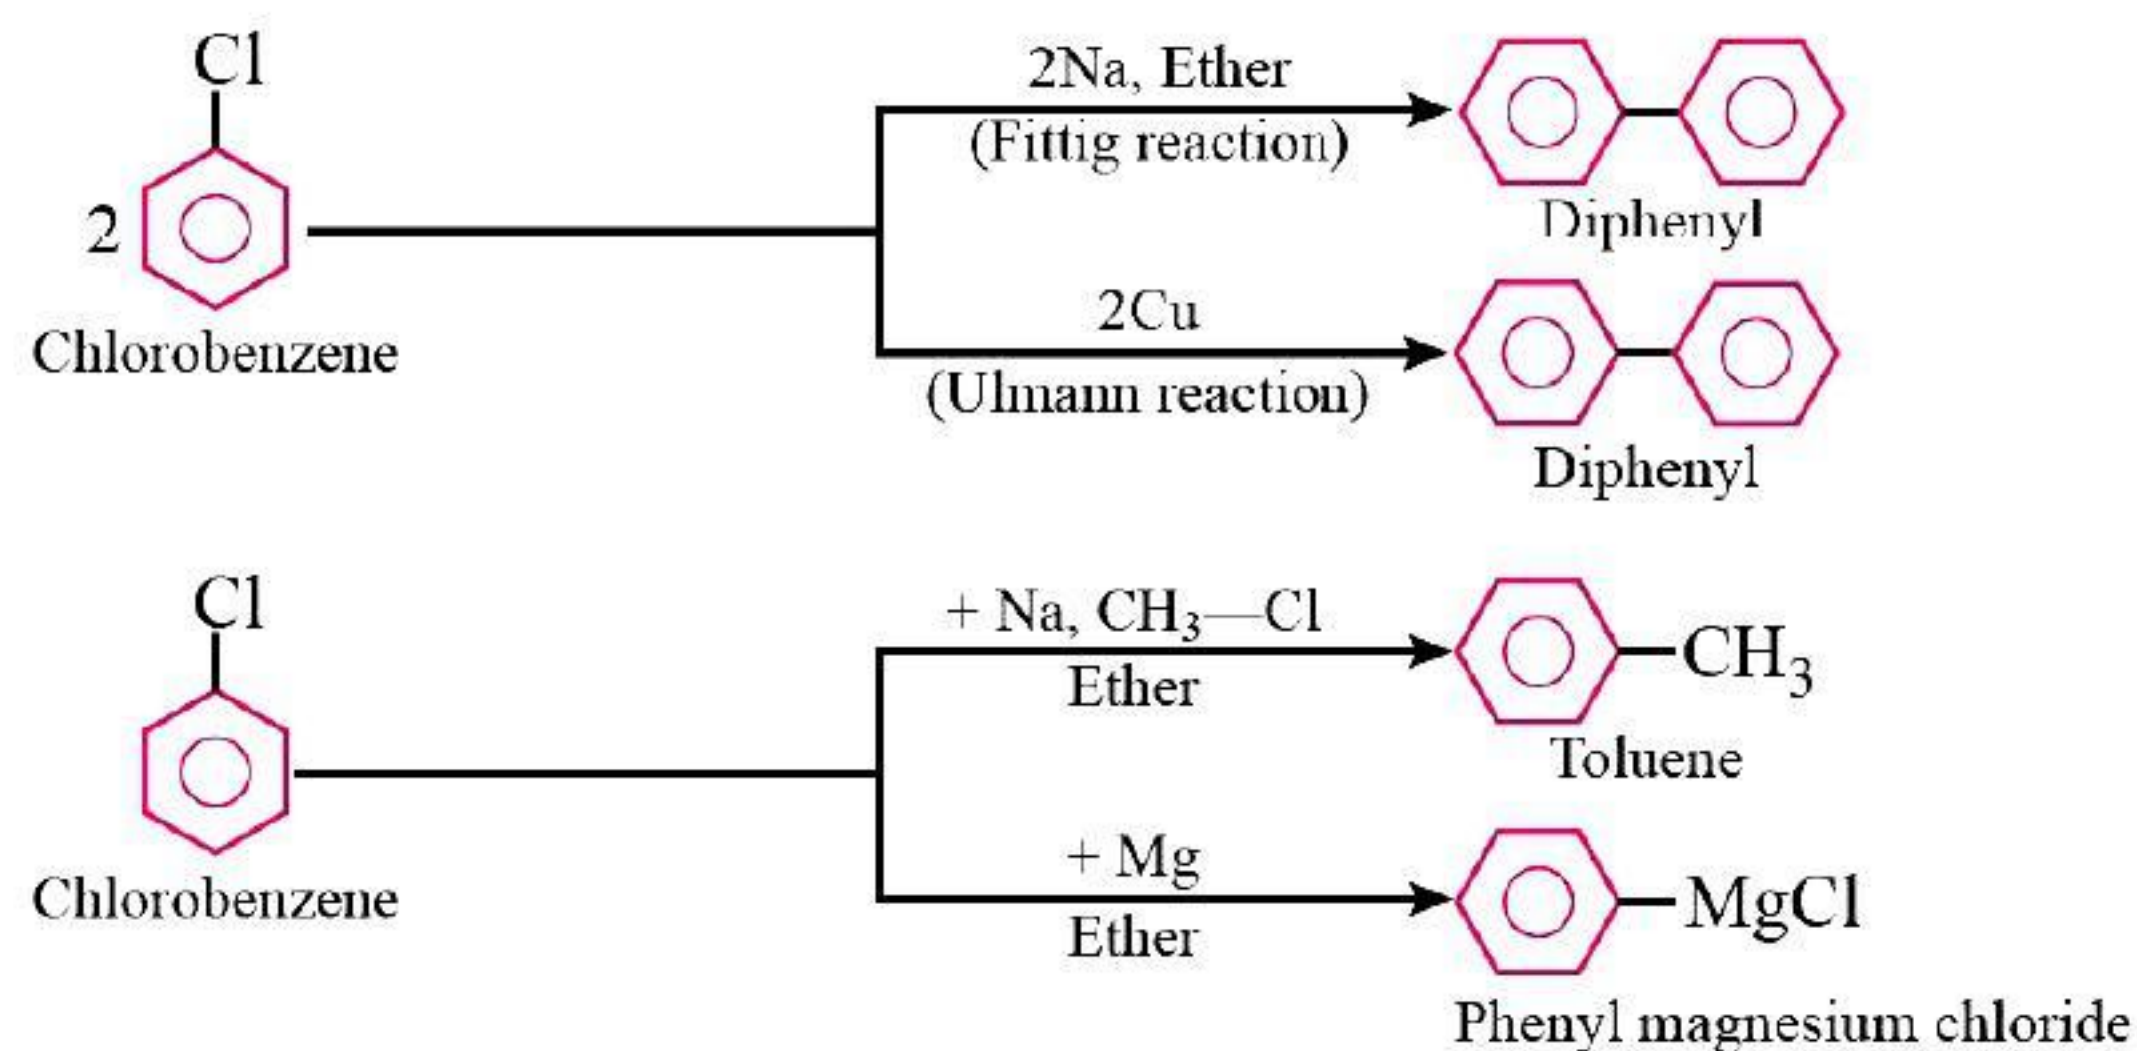 Cl
2
Chlorobenzene
2Na, Ether
(Fittig reaction)
Diphenyl
2Cu
(Ulmann reaction)
Diphenyl
Cl
Chlorobenzene
+ Na, CH₃—Cl
Ether
CH₃
Toluene
+ Mg
Ether
MgCl
Phenyl magnesium chloride